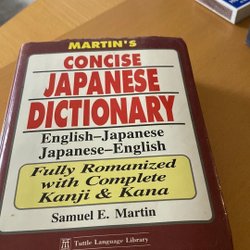 MARTIN'S
CONCISE
JAPANESE
DICTIONARY
English–Japanese
Japanese–English
Fully Romanized
with Complete
Kanji & Kana
Samuel E. Martin
Tuttle Language Library